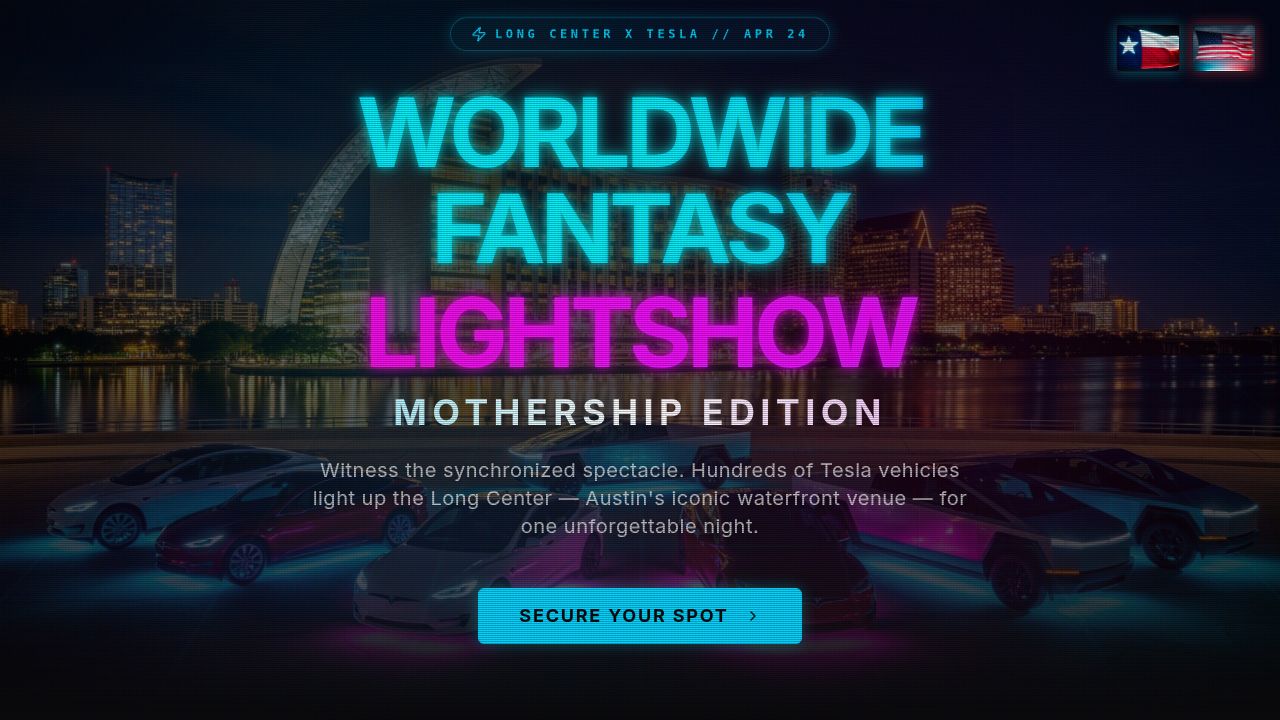 LONG CENTER X TESLA // APR 24
WORLDWIDE
FANTASY
LIGHTSHOW
MOTHERSHIP EDITION
Witness the synchronized spectacle. Hundreds of Tesla vehicles
light up the Long Center — Austin's iconic waterfront venue — for
one unforgettable night.
SECURE YOUR SPOT ›